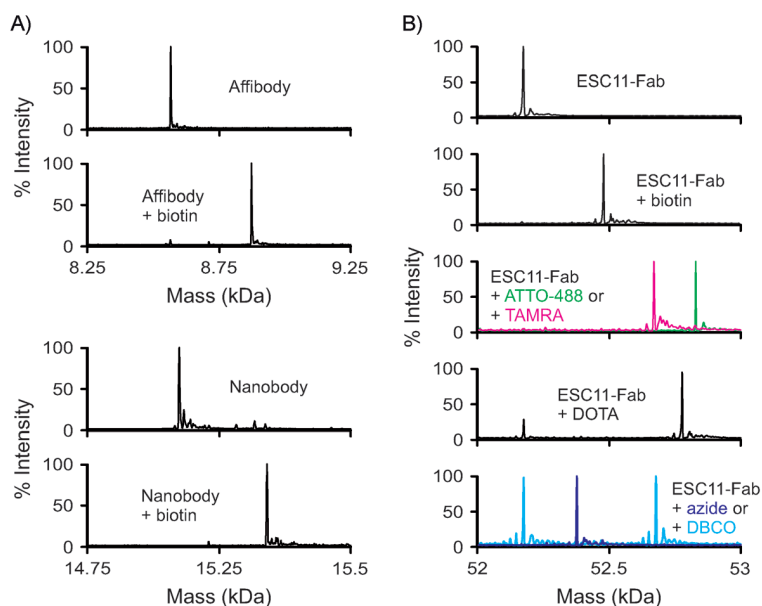 A)
B)
% Intensity
100
50
0
Affibody
100
50
0
Affibody
+ biotin
8.25
8.75
9.25
Mass (kDa)
% Intensity
100
50
0
Nanobody
100
50
0
Nanobody
+ biotin
14.75
15.25
15.5
Mass (kDa)
% Intensity
100
50
0
ESC11-Fab
100
50
0
ESC11-Fab
+ biotin
100
50
0
ESC11-Fab
+ ATTO-488 or
+ TAMRA
% Intensity
100
50
0
ESC11-Fab
+ DOTA
100
50
0
ESC11-Fab
+ azide or
+ DBCO
52
52.5
53
Mass (kDa)